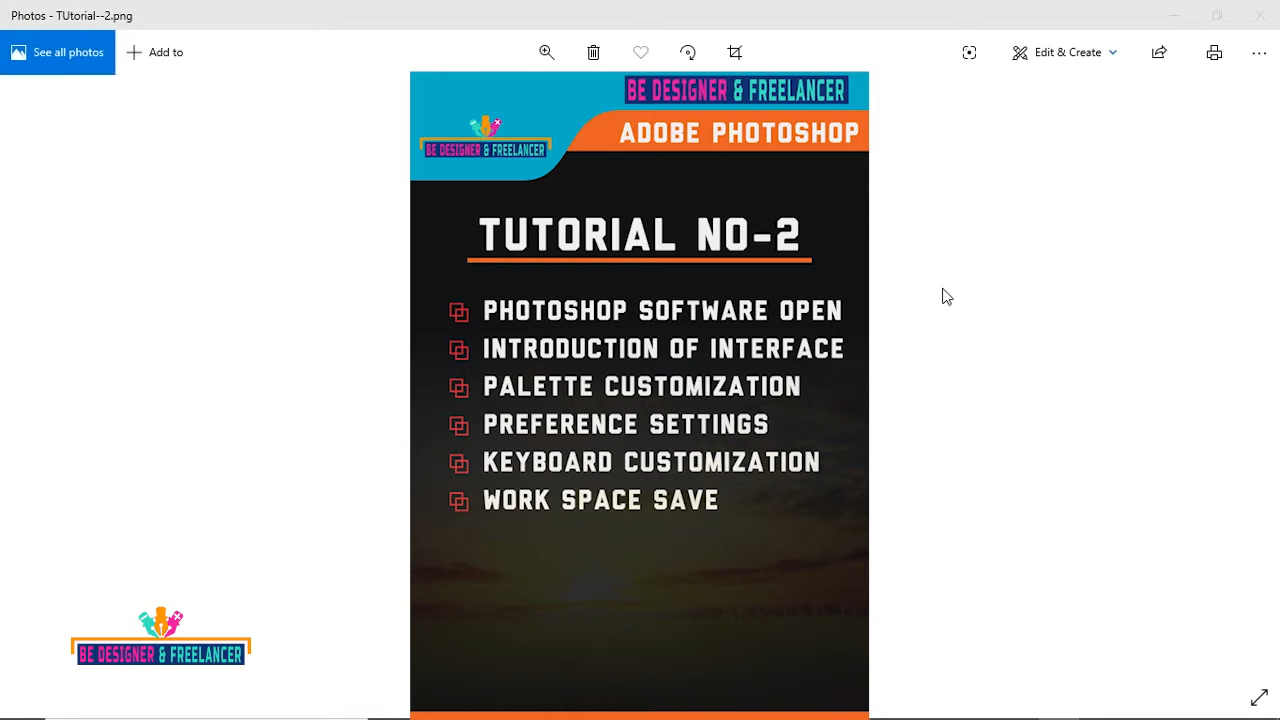 Photos - TUtorial--2.png
See all photos
Add to
Edit & Create
BE DESIGNER & FREELANCER
ADOBE PHOTOSHOP
BE DESIGNER & FREELANCER
TUTORIAL NO-2
PHOTOSHOP SOFTWARE OPEN
INTRODUCTION OF INTERFACE
PALETTE CUSTOMIZATION
PREFERENCE SETTINGS
KEYBOARD CUSTOMIZATION
WORK SPACE SAVE
BE DESIGNER & FREELANCER